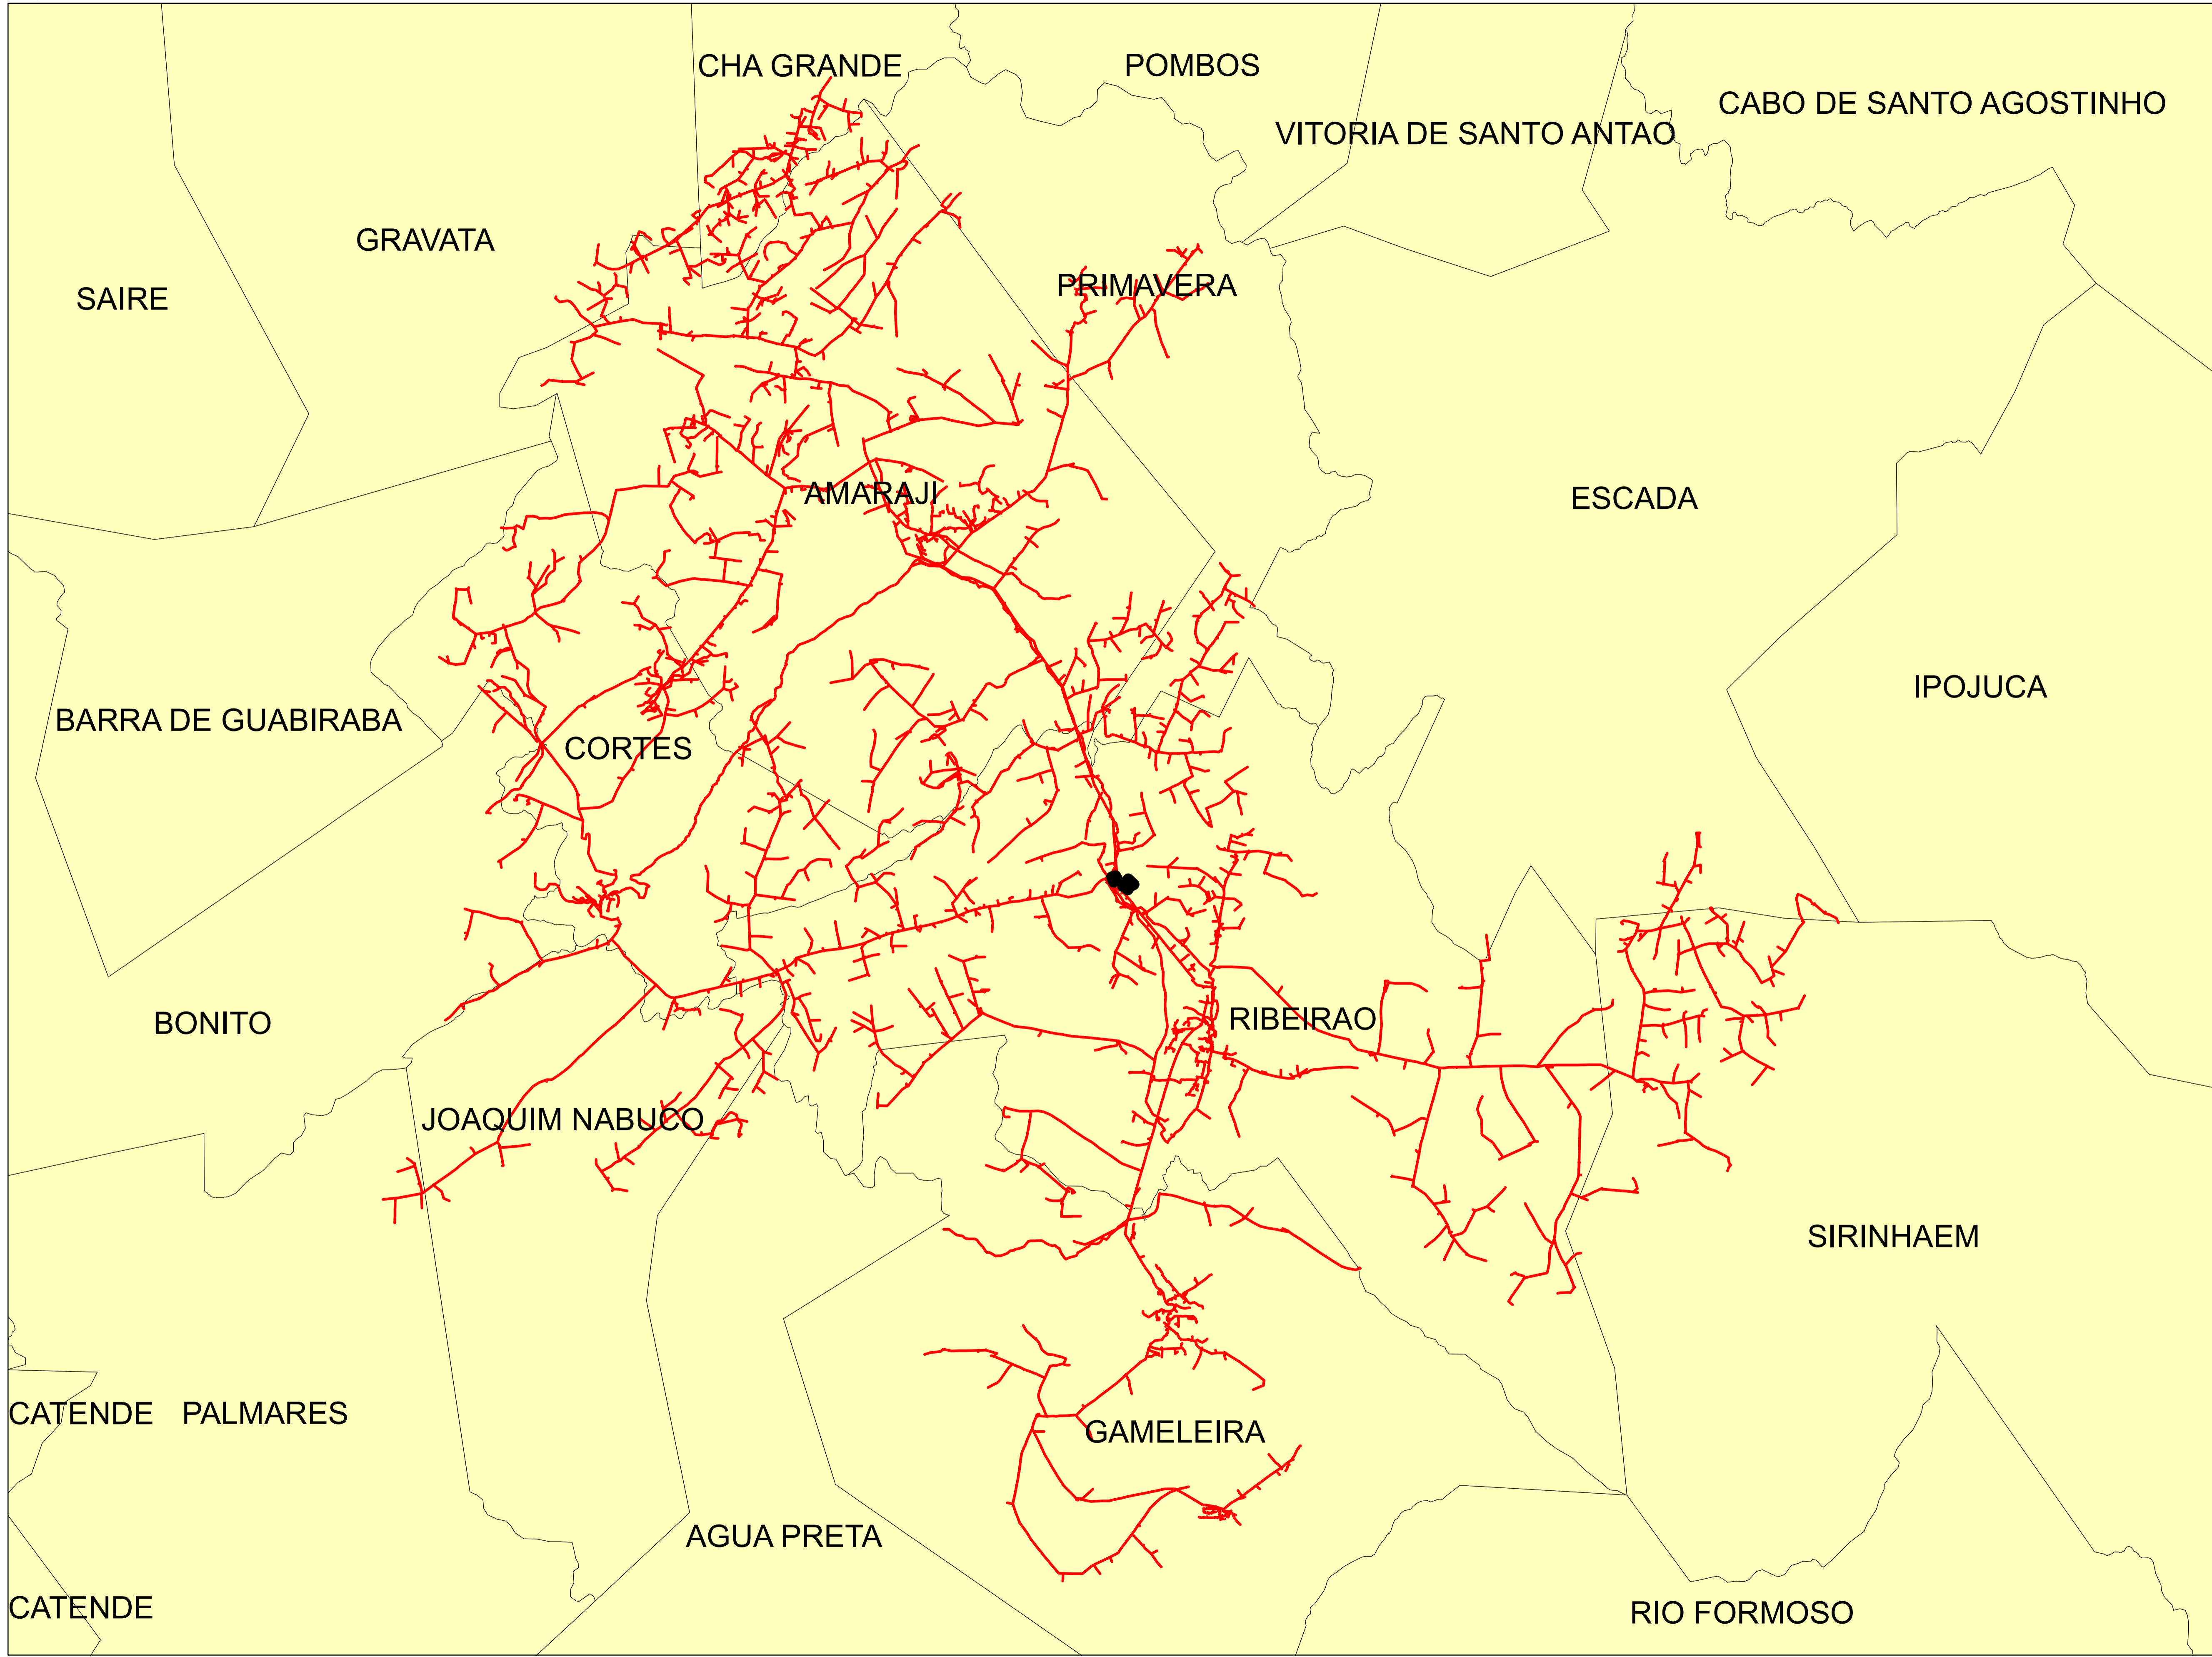 CHA GRANDE
POMBOS
CABO DE SANTO AGOSTINHO
VITORIA DE SANTO ANTAO
GRAVATA
PRIMAVERA
SAIRE
AMARAJI
ESCADA
IPOJUCA
BARRA DE GUABIRABA
CORTES
RIBEIRAO
BONITO
JOAQUIM NABUCO
SIRINHAEM
CATENDE
PALMARES
GAMELEIRA
AGUA PRETA
CATENDE
RIO FORMOSO